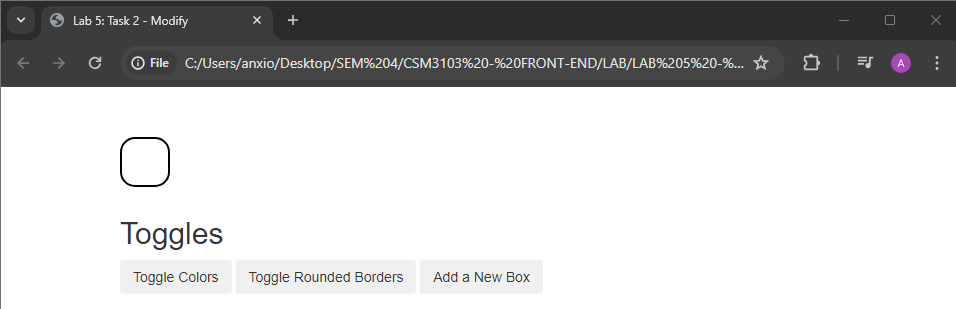 Lab 5: Task 2 - Modify
File C:/Users/anxio/Desktop/SEM%204/CSM3103%20-%20FRONT-END/LAB/LAB%205%20-%... A
Toggles
Toggle Colors Toggle Rounded Borders Add a New Box